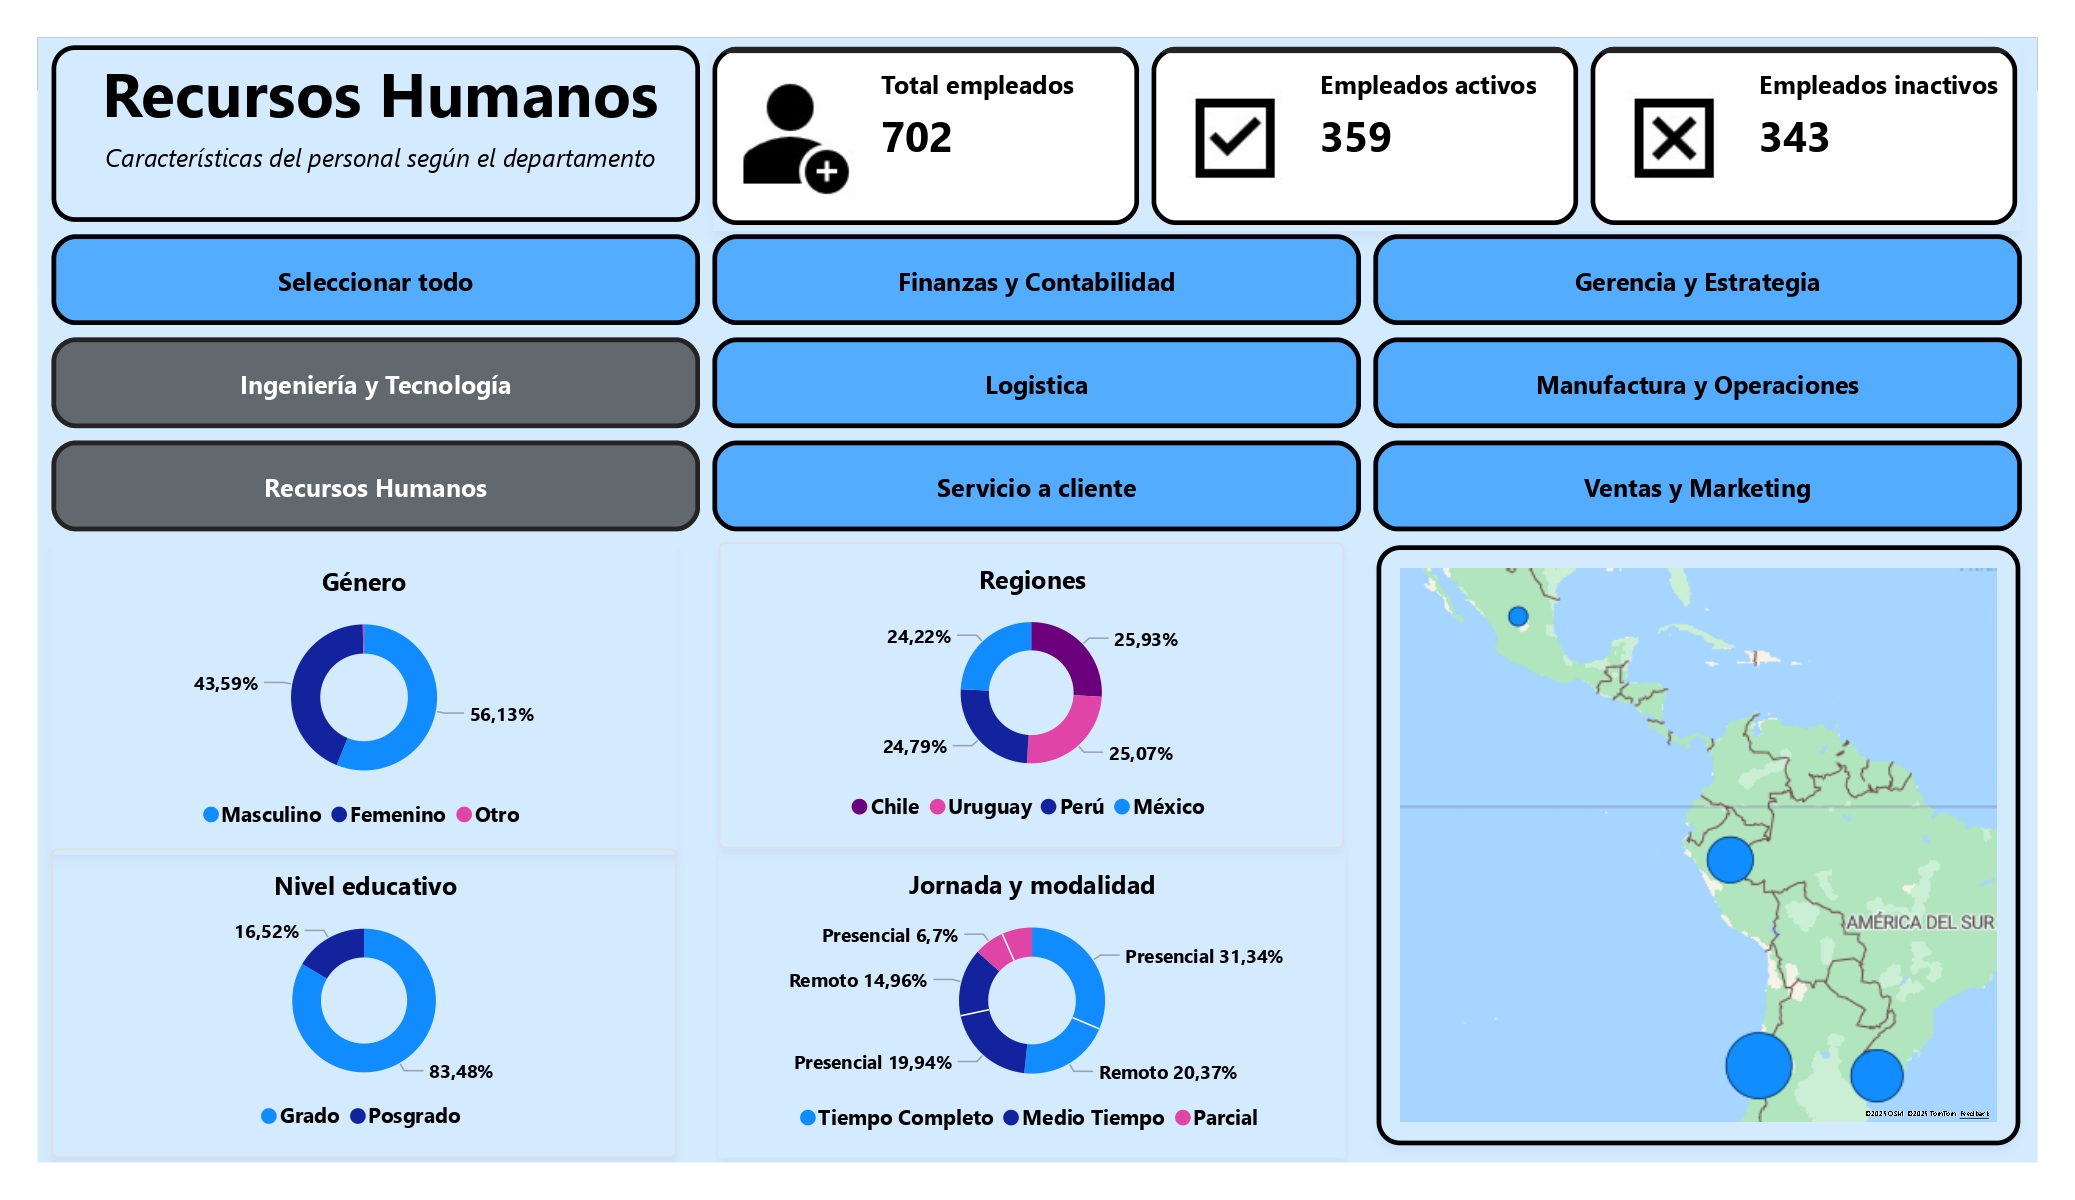 Recursos Humanos
Características del personal según el departamento
Total empleados
702
Empleados activos
359
Empleados inactivos
343
Seleccionar todo
Finanzas y Contabilidad
Gerencia y Estrategia
Ingeniería y Tecnología
Logistica
Manufactura y Operaciones
Recursos Humanos
Servicio a cliente
Ventas y Marketing
Género
43,59%
56,13%
Masculino Femenino Otro
Regiones
24,22%
25,93%
24,79%
25,07%
Chile Uruguay Perú México
Nivel educativo
16,52%
83,48%
Grado Posgrado
Jornada y modalidad
Presencial 6,7%
Presencial 31,34%
Remoto 14,96%
Presencial 19,94%
Remoto 20,37%
Tiempo Completo Medio Tiempo Parcial
AMÉRICA DEL SUR
©2025 OSM ©2025 TomTom Feedback